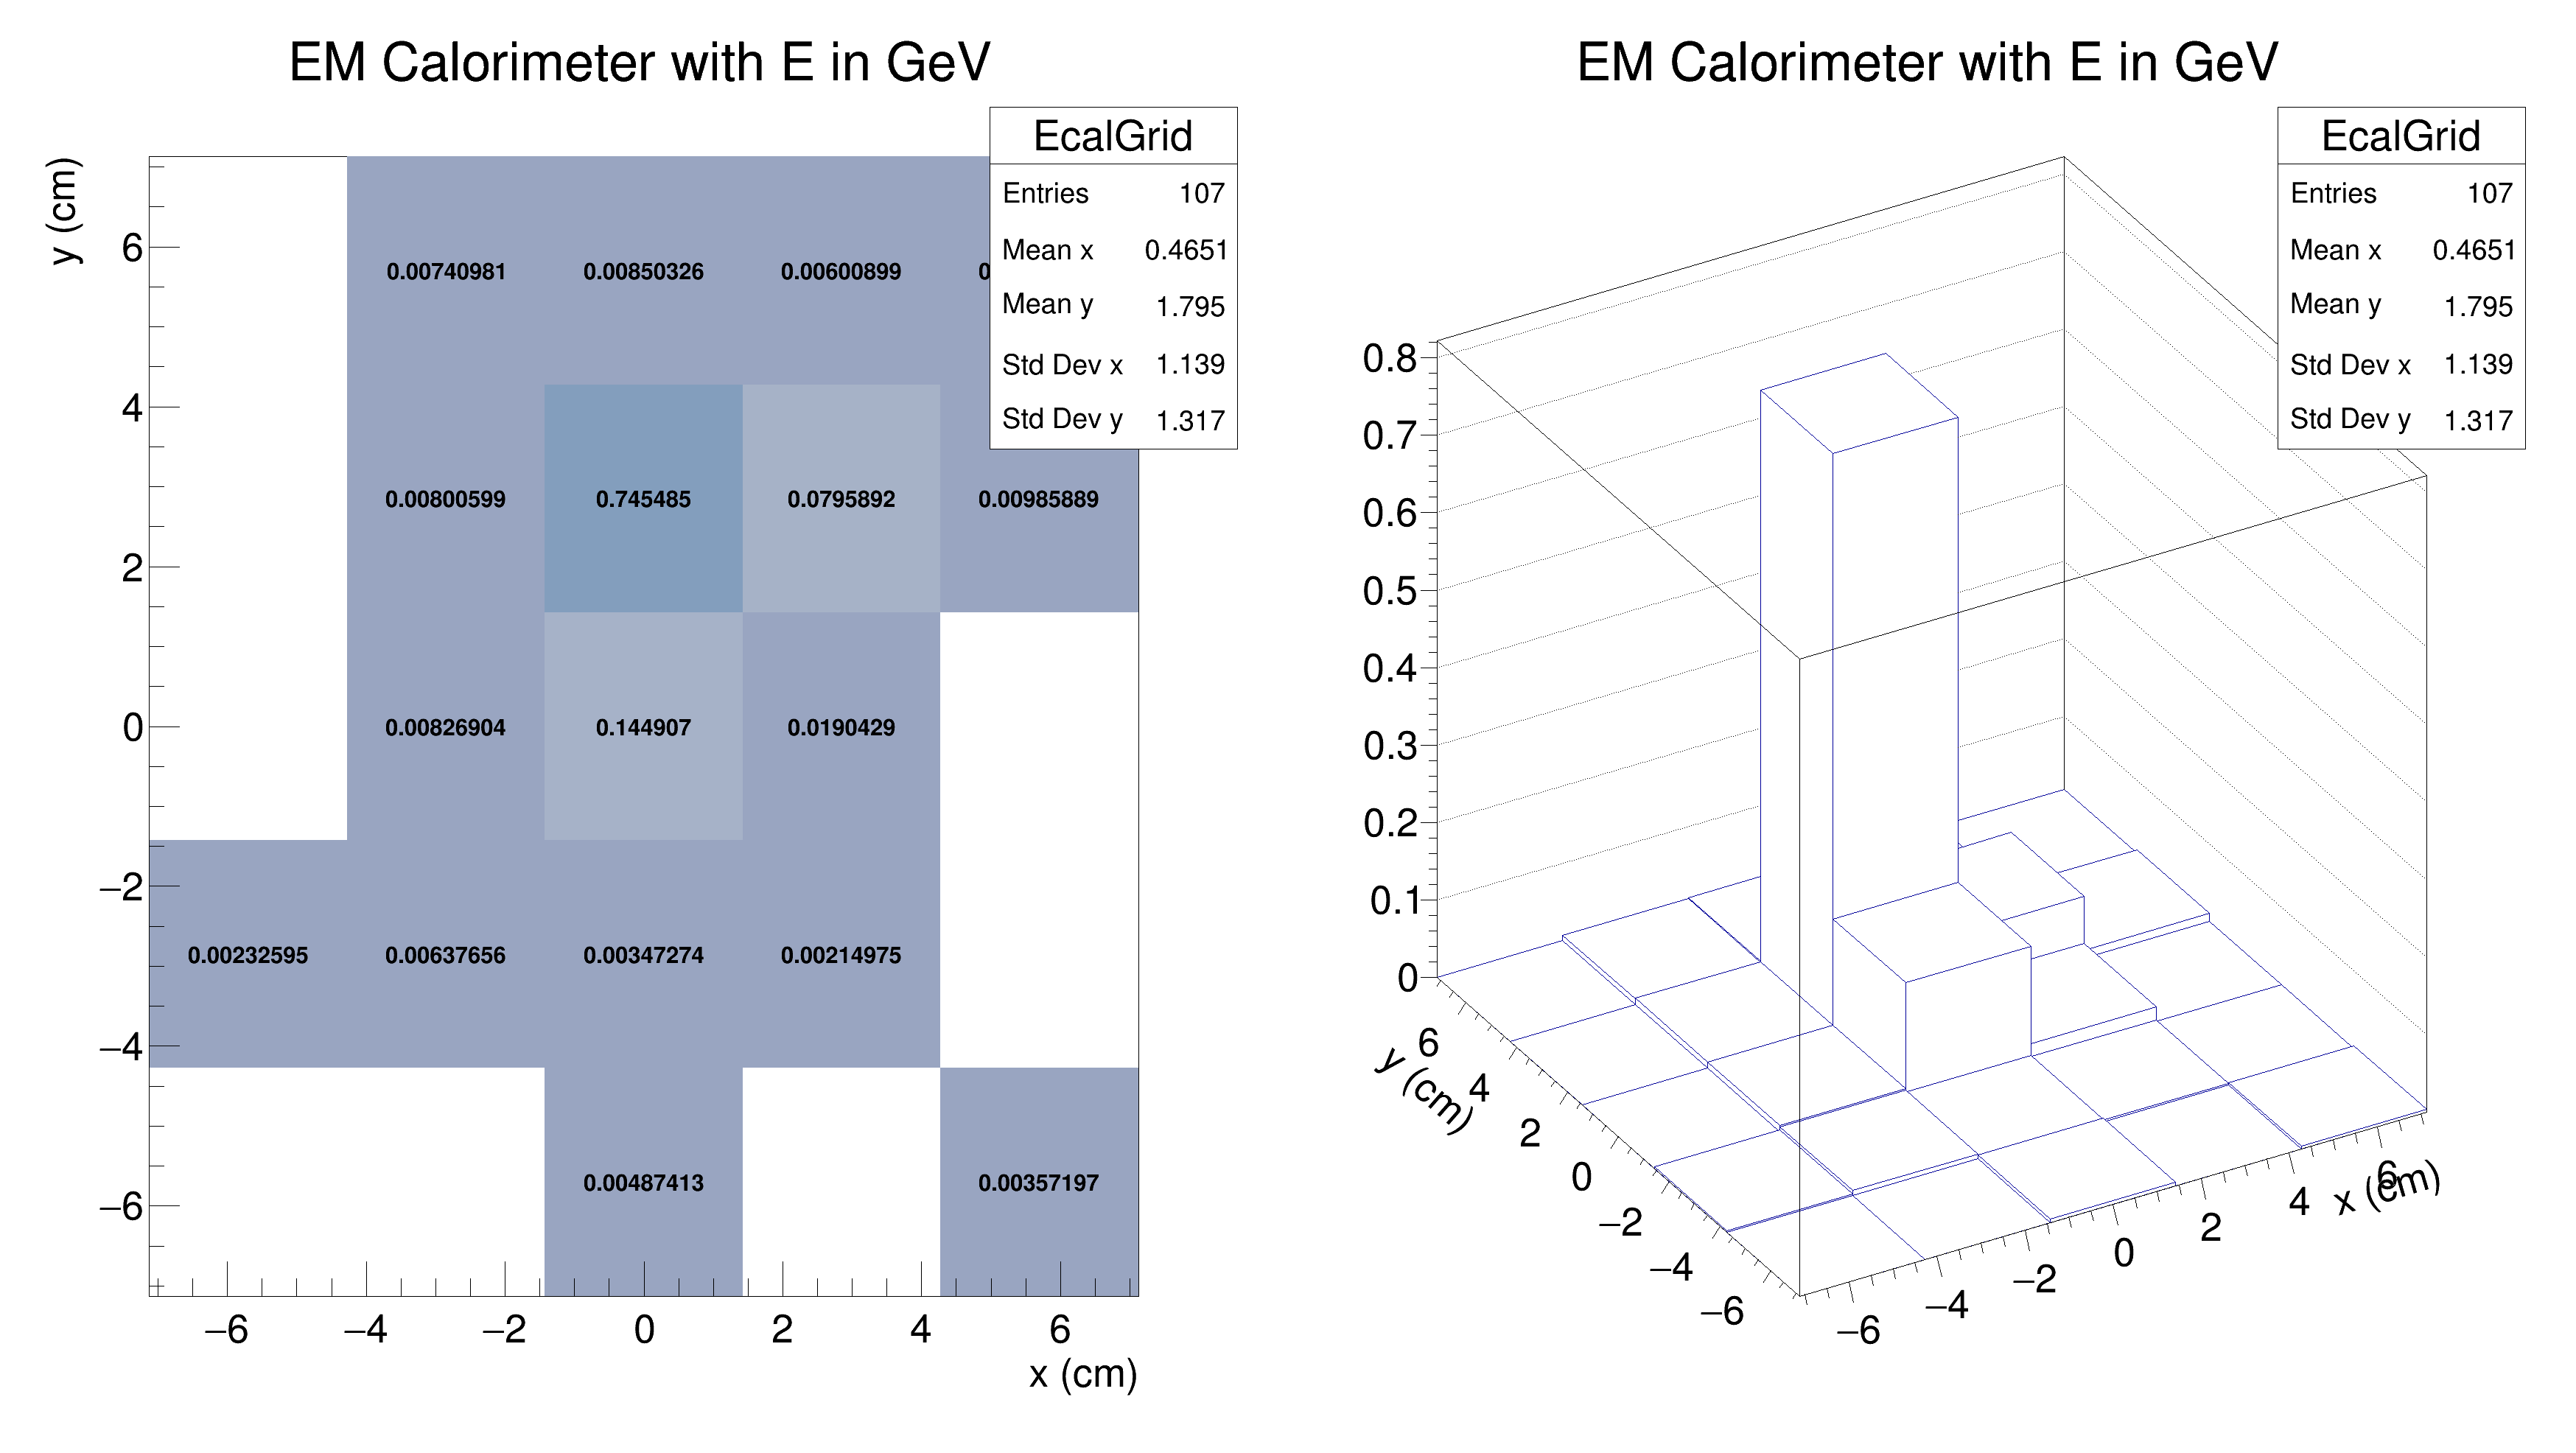 EM Calorimeter with E in GeV
EcalGrid
Entries 107
Mean x 0.4651
Mean y 1.795
Std Dev x 1.139
Std Dev y 1.317
y (cm)
6
4
2
0
−2
−4
−6
0.00740981 0.00850326 0.00600899
0.00800599 0.745485 0.0795892 0.00985889
0.00826904 0.144907 0.0190429
0.00232595 0.00637656 0.00347274 0.00214975
0.00487413 0.00357197
−6 −4 −2 0 2 4 6
x (cm)
EM Calorimeter with E in GeV
EcalGrid
Entries 107
Mean x 0.4651
Mean y 1.795
Std Dev x 1.139
Std Dev y 1.317
0.8
0.7
0.6
0.5
0.4
0.3
0.2
0.1
0
6
4
2
0
−2
−4
−6
y (cm)
−6
−4
−2
0
2
4
6
x (cm)